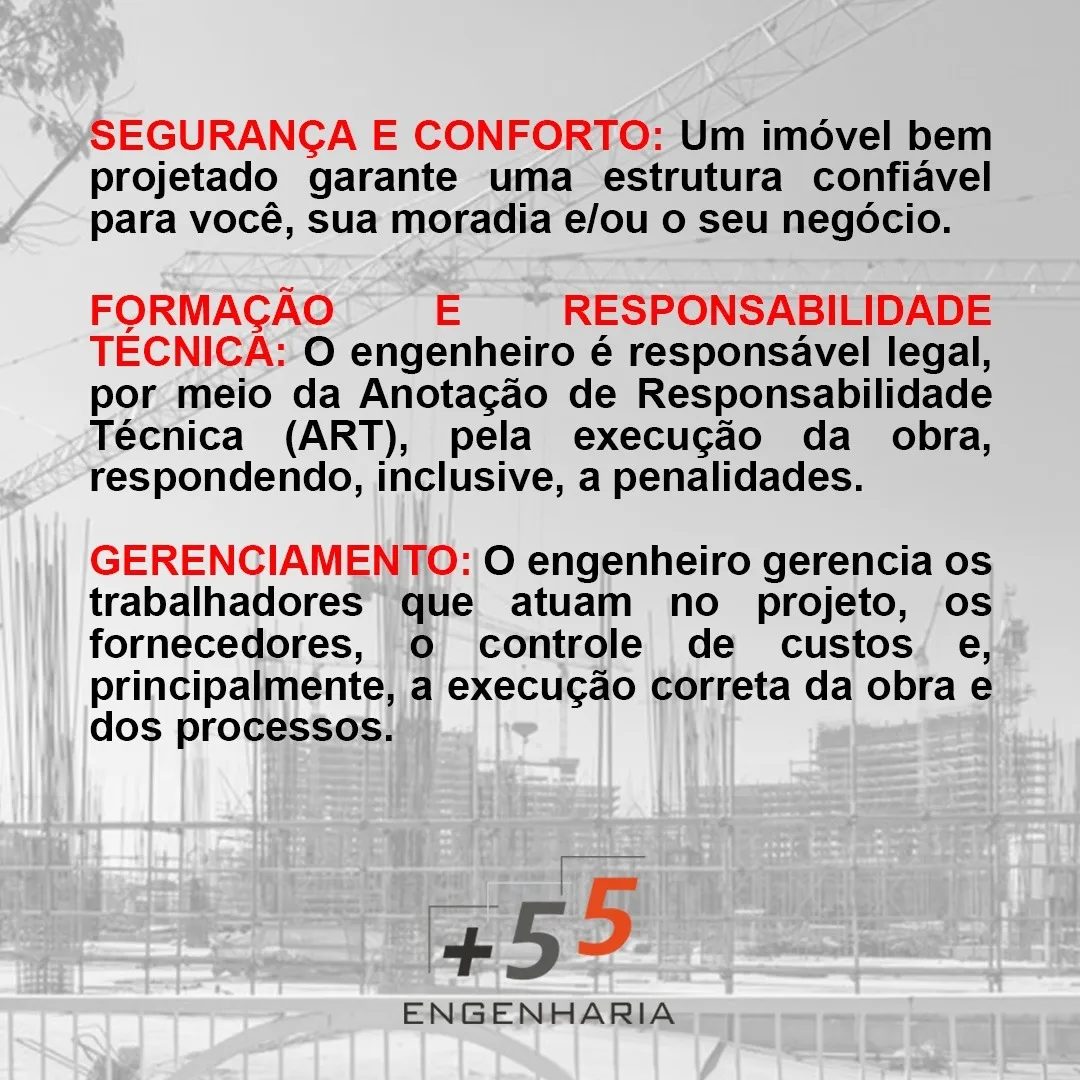 SEGURANÇA E CONFORTO: Um imóvel bem
projetado garante uma estrutura confiável
para você, sua moradia e/ou o seu negócio.
FORMAÇÃO E RESPONSABILIDADE
TÉCNICA: O engenheiro é responsável legal,
por meio da Anotação de Responsabilidade
Técnica (ART), pela execução da obra,
respondendo, inclusive, a penalidades.
GERENCIAMENTO: O engenheiro gerencia os
trabalhadores que atuam no projeto, os
fornecedores, o controle de custos e,
principalmente, a execução correta da obra e
dos processos.
+55
ENGENHARIA